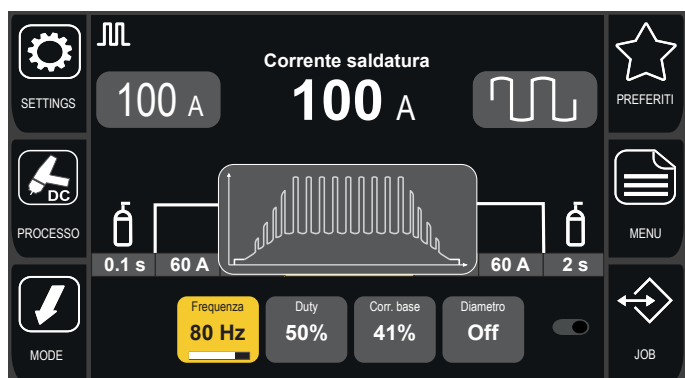 SETTINGS
PROCESSO
DC
MODE
Corrente saldatura
100 A
100 A
0.1 s
60 A
60 A
2 s
Frequenza
80 Hz
Duty
50%
Corr. base
41%
Diametro
Off
PREFERITI
MENU
JOB